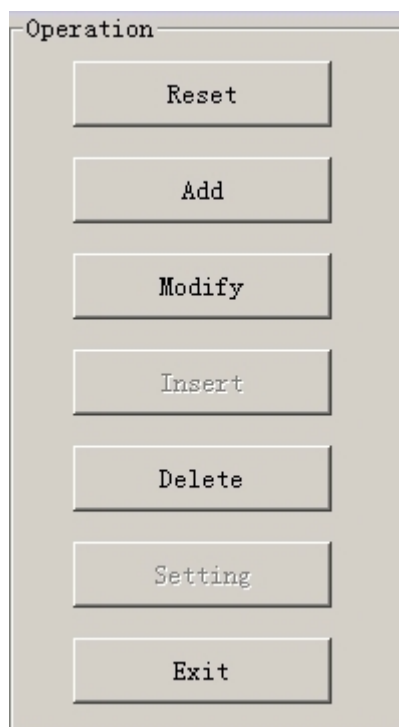 Operation
Reset
Add
Modify
Insert
Delete
Setting
Exit